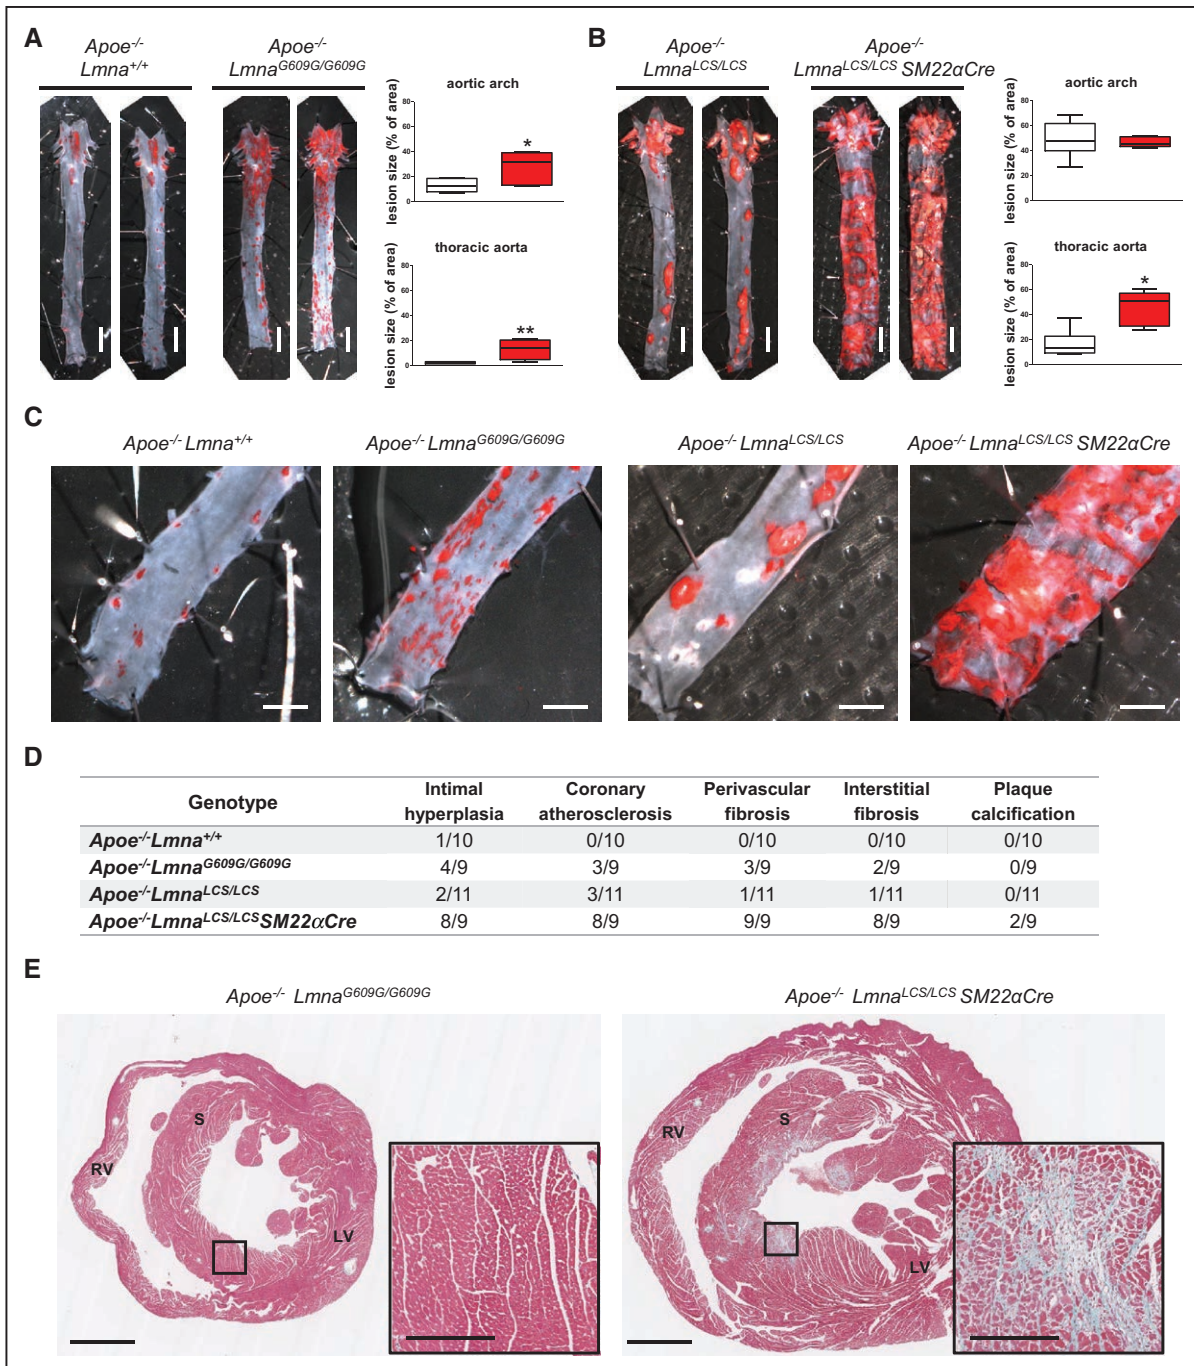 A
Apoe-/-
Lmna+/+
Apoe-/-
LmnaG609G/G609G
aortic arch
lesion size (% of area)
80
60
40
20
0
*
thoracic aorta
lesion size (% of area)
80
60
40
20
0
**
B
Apoe-/-
LmnaLCS/LCS
Apoe-/-
LmnaLCS/LCS SM22αCre
aortic arch
lesion size (% of area)
80
60
40
20
0
thoracic aorta
lesion size (% of area)
80
60
40
20
0
*
C
Apoe-/- Lmna+/+
Apoe-/- LmnaG609G/G609G
Apoe-/- LmnaLCS/LCS
Apoe-/- LmnaLCS/LCS SM22αCre
D
Genotype Intimal hyperplasia Coronary atherosclerosis Perivascular fibrosis Interstitial fibrosis Plaque calcification
Apoe-/-Lmna+/+ 1/10 0/10 0/10 0/10 0/10
Apoe-/-LmnaG609G/G609G 4/9 3/9 3/9 2/9 0/9
Apoe-/-LmnaLCS/LCS 2/11 3/11 1/11 1/11 0/11
Apoe-/-LmnaLCS/LCSSM22αCre 8/9 8/9 9/9 8/9 2/9
E
Apoe-/- LmnaG609G/G609G
RV
S
LV
Apoe-/- LmnaLCS/LCS SM22αCre
RV
S
LV